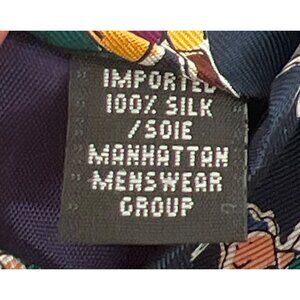 IMPORTED
100% SILK
/SOIE
MANHATTAN
MENSWEAR
GROUP